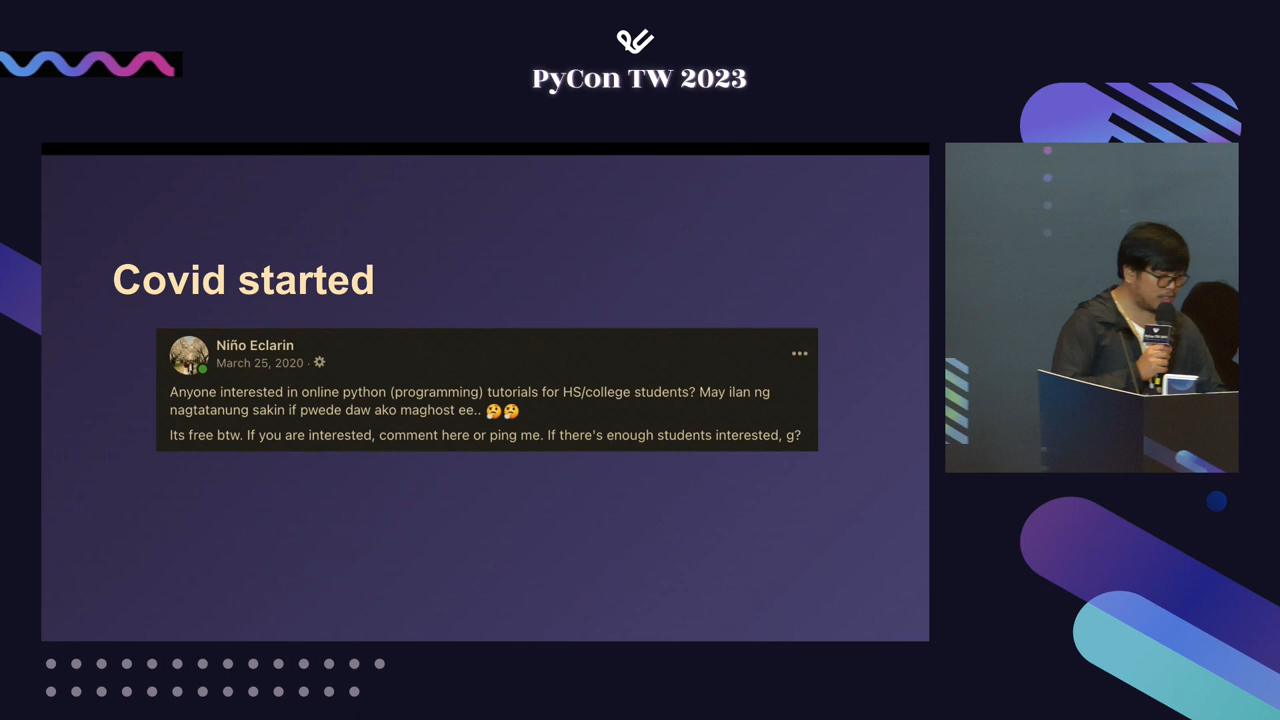 PyCon TW 2023
Covid started
Niño Eclarin
March 25, 2020 ·
Anyone interested in online python (programming) tutorials for HS/college students? May ilan ng
nagtatanung sakin if pwede daw ako maghost ee.. 🤔🤔
Its free btw. If you are interested, comment here or ping me. If there's enough students interested, g?